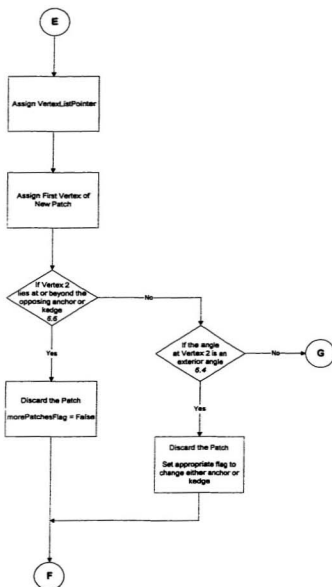 E
Assign VertexListPointer
Assign First Vertex of
New Patch
If Vertex 2
lies at or beyond the
opposing anchor or
kedge
6.6
No
Yes
If the angle
at Vertex 2 is an
exterior angle
6.4
No
G
Discard the Patch
morePatchesFlag = False
Yes
Discard the Patch
Set appropriate flag to
change either anchor or
kedge
F